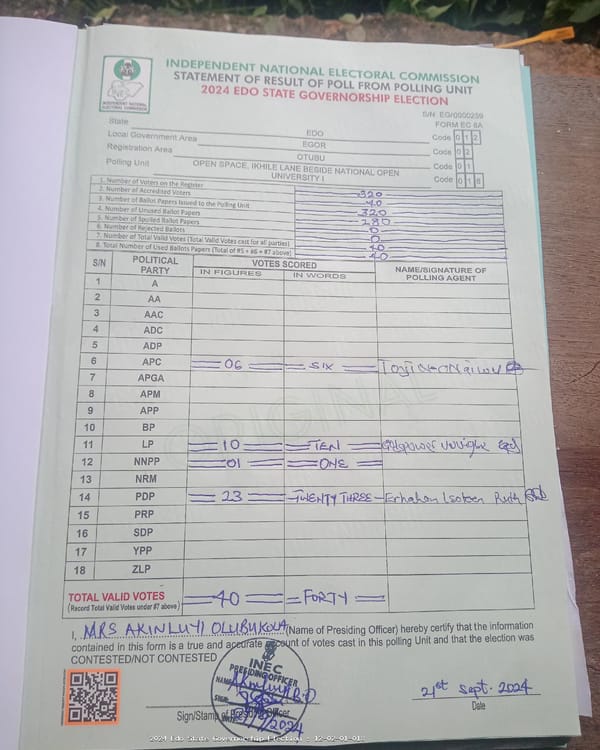 INDEPENDENT NATIONAL ELECTORAL COMMISSION
STATEMENT OF RESULT OF POLL FROM POLLING UNIT
2024 EDO STATE GOVERNORSHIP ELECTION
INEC
INDEPENDENT NATIONAL ELECTORAL COMMISSION
S/N: EG/0000259
FORM EC 8A
State EDO Code 0 1 2
Local Government Area EGOR Code 0 2
Registration Area OTUBU Code 0 1
Polling Unit OPEN SPACE, IKHILE LANE BESIDE NATIONAL OPEN UNIVERSITY I Code 0 1 8
1. Number of Voters on the Register 320
2. Number of Accredited Voters 40
3. Number of Ballot Papers Issued to the Polling Unit 320
4. Number of Unused Ballot Papers 280
5. Number of Spoiled Ballot Papers 0
6. Number of Rejected Ballots 0
7. Number of Total Valid Votes (Total Valid Votes cast for all parties) 40
8. Total Number of Used Ballots Papers (Total of #5 + #6 + #7 above) 40
S/N POLITICAL PARTY VOTES SCORED NAME/SIGNATURE OF POLLING AGENT
IN FIGURES IN WORDS
1 A
2 AA
3 AAC
4 ADC
5 ADP
6 APC 06 SIX
7 APGA
8 APM
9 APP
10 BP
11 LP 10 TEN
12 NNPP 01 ONE
13 NRM
14 PDP 23 TWENTY THREE Ruth
15 PRP
16 SDP
17 YPP
18 ZLP
ORIGINAL
TOTAL VALID VOTES 40 FORTY
(Record Total Valid Votes under #7 above)
I, MRS AKINLUYI OLUBUKOLA (Name of Presiding Officer) hereby certify that the information
contained in this form is a true and accurate account of votes cast in this polling Unit and that the election was
CONTESTED/NOT CONTESTED
INEC
PRESIDING OFFICER
21st Sept. 2024
Sign/Stamp of Presiding Officer Date
2024 Edo State Governorship Election - 12-02-01-018